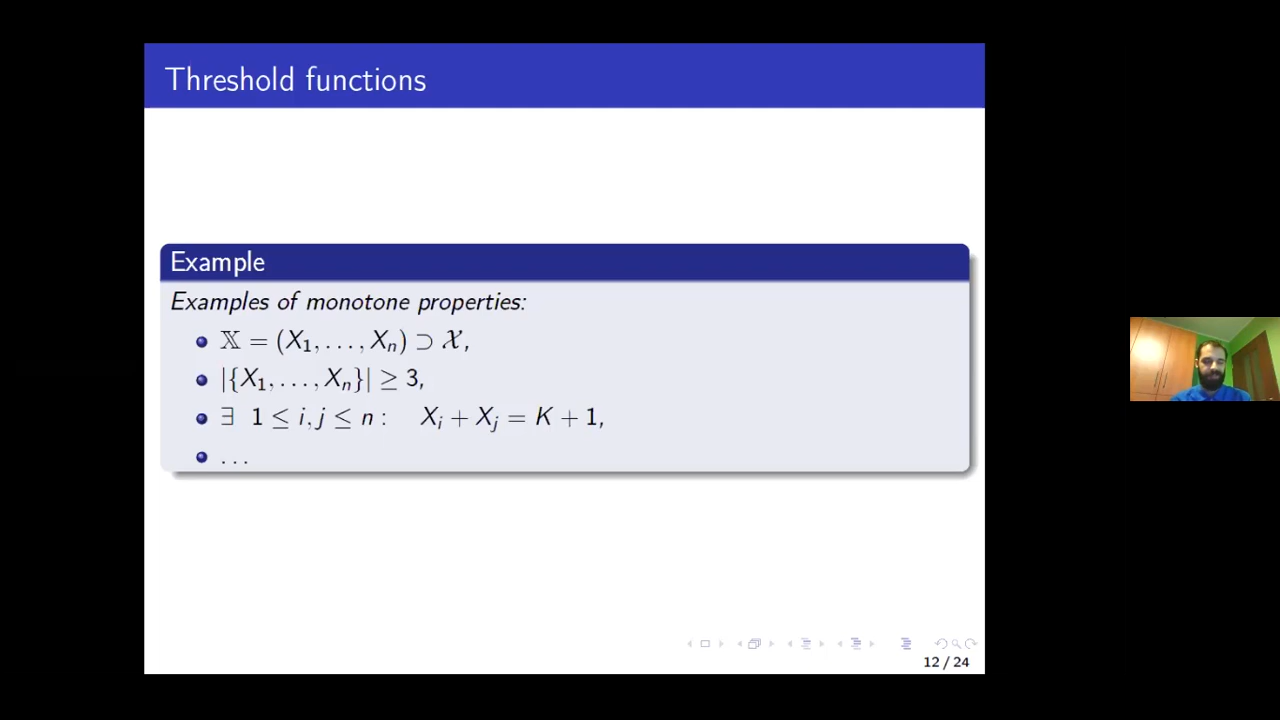 Threshold functions
Example
Examples of monotone properties:
𝕏 = (X₁, . . . , Xₙ) ⊃ 𝒳,
|{X₁, . . . , Xₙ}| ≥ 3,
∃ 1 ≤ i, j ≤ n : Xᵢ + Xⱼ = K + 1,
. . .
12 / 24